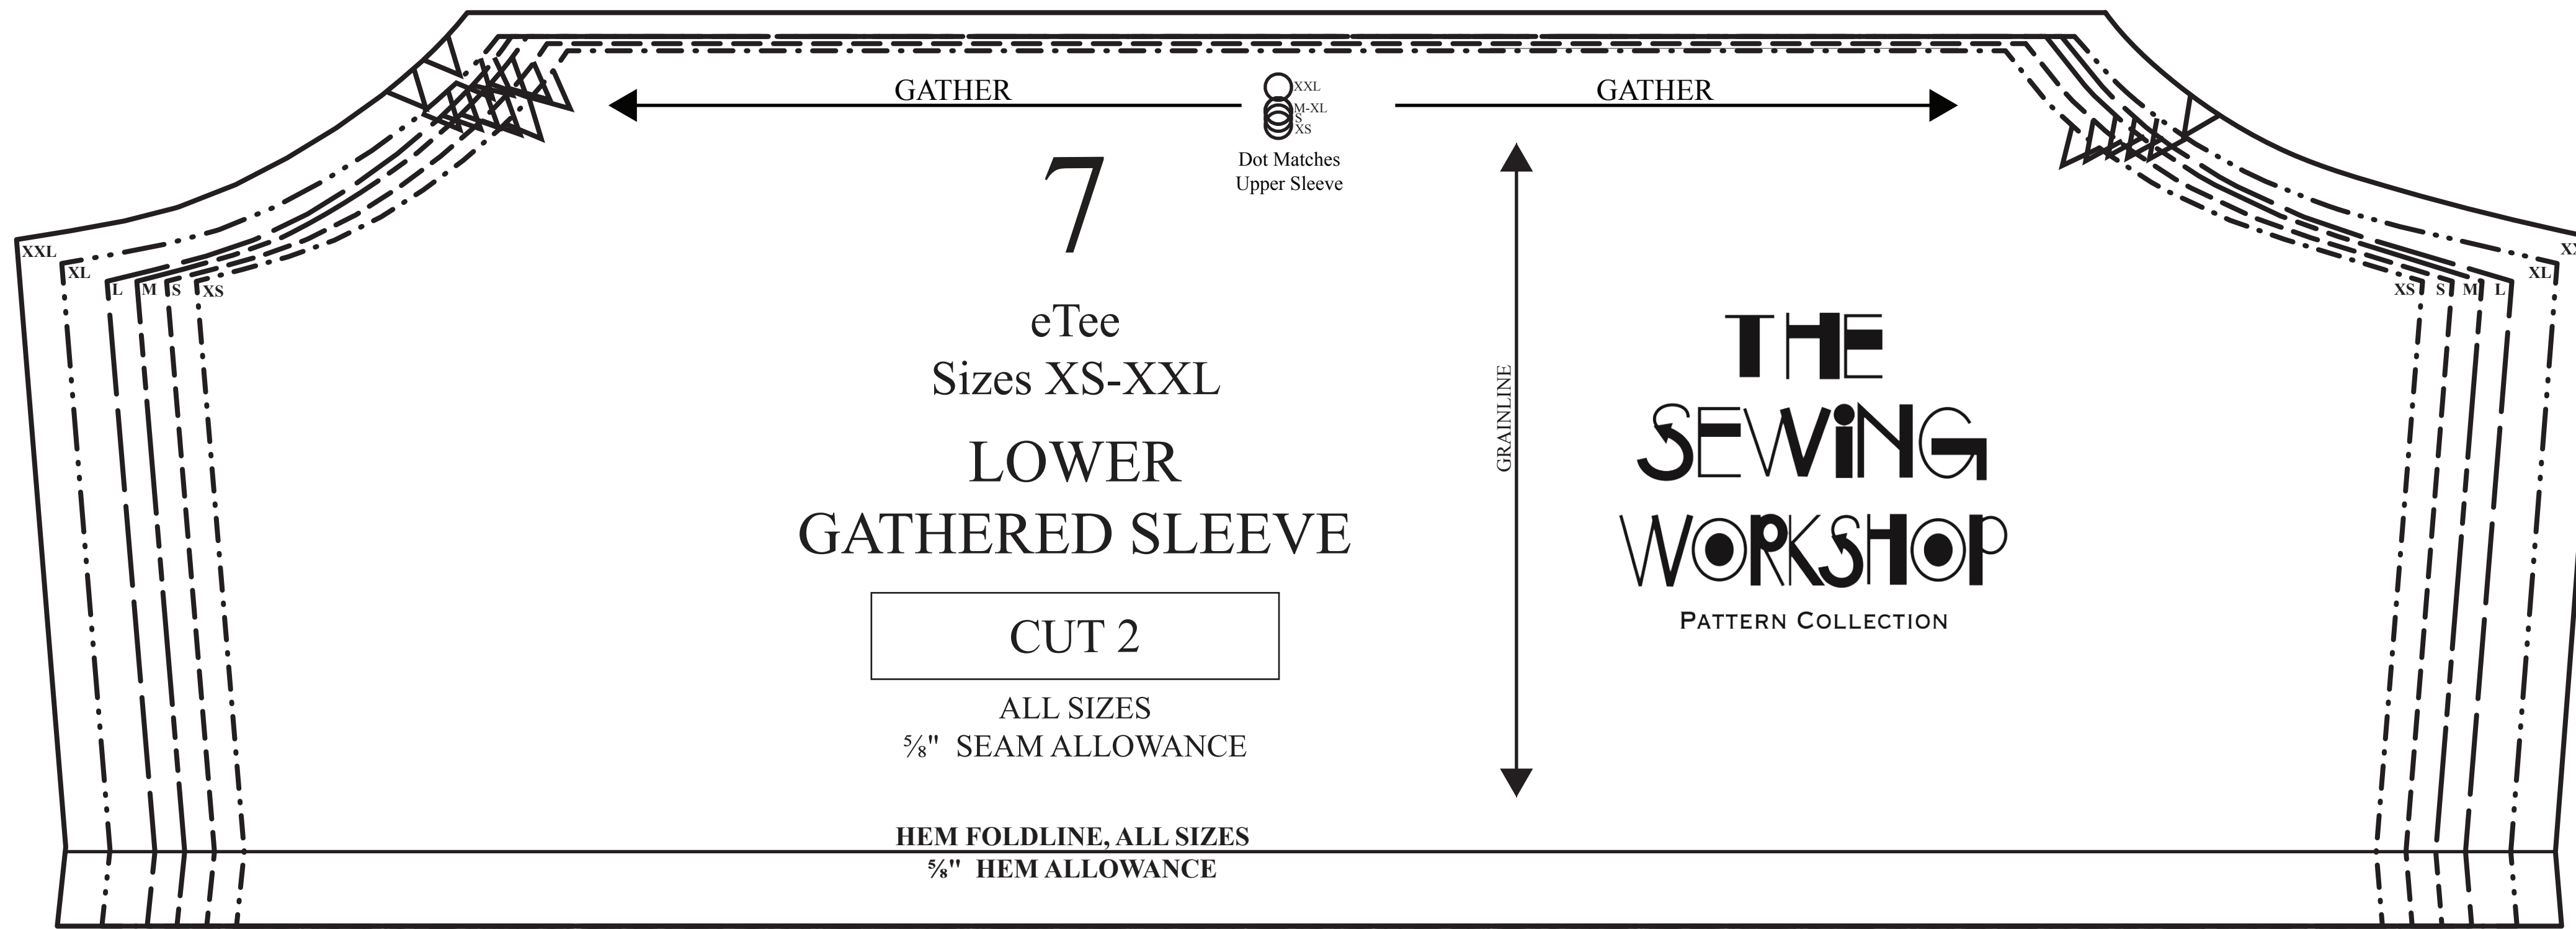 GATHER
GATHER
XXL
M-XL
S
XS
Dot Matches
Upper Sleeve
7
XXL
XL
L
M
S
XS
XX
XL
XS
S
M
L
eTee
Sizes XS-XXL
LOWER
GATHERED SLEEVE
CUT 2
ALL SIZES
⅝" SEAM ALLOWANCE
GRAINLINE
THE
SEWiNG
WORKSHOP
PATTERN COLLECTION
HEM FOLDLINE, ALL SIZES
⅝" HEM ALLOWANCE